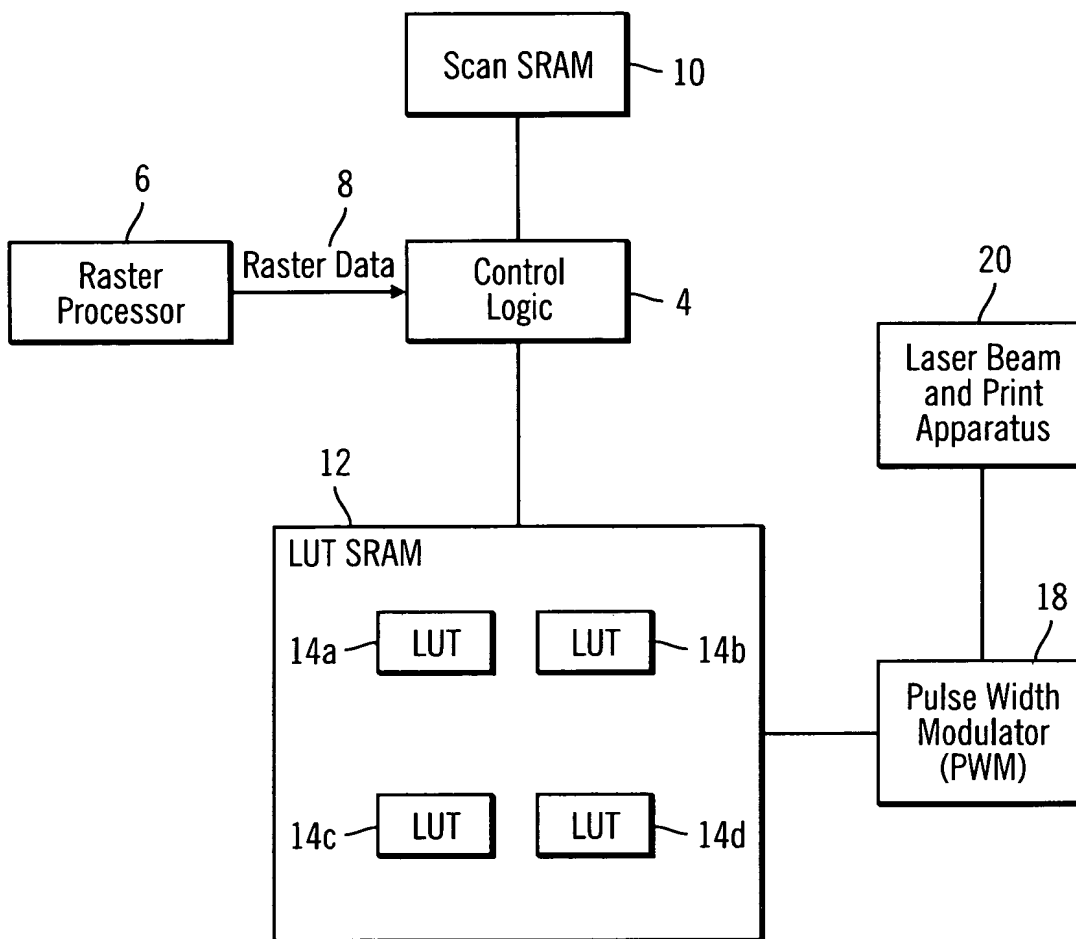 Scan SRAM
10
6
8
Raster
Processor
Raster Data
Control
Logic
4
20
Laser Beam
and Print
Apparatus
12
LUT SRAM
14a
LUT
LUT
14b
18
Pulse Width
Modulator
(PWM)
14c
LUT
LUT
14d